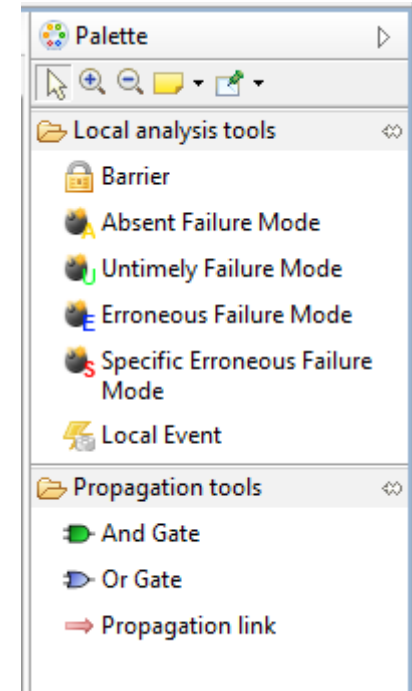 Palette
Local analysis tools
Barrier
A Absent Failure Mode
U Untimely Failure Mode
E Erroneous Failure Mode
S Specific Erroneous Failure
Mode
Local Event
Propagation tools
And Gate
Or Gate
Propagation link